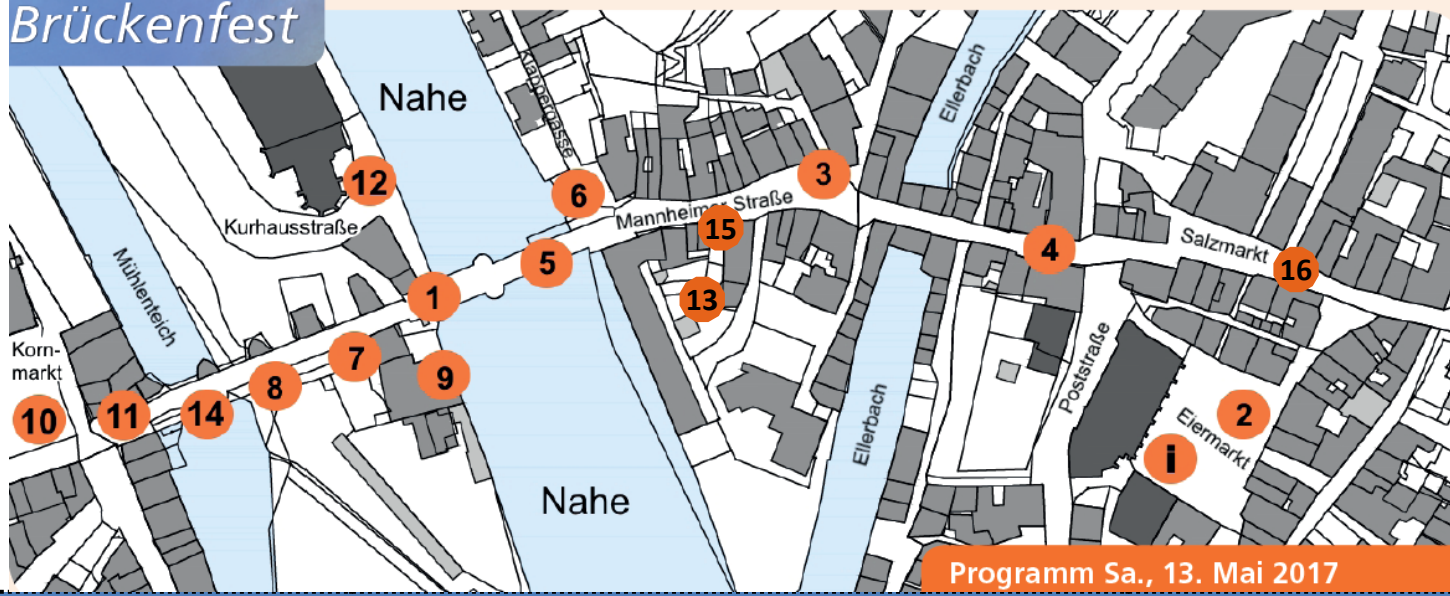 Brückenfest
Nahe
Klappergasse
Ellerbach
12
3
6
Mannheimer Straße
15
Kurhausstraße
4
Salzmarkt
5
16
Mühlenteich
1
13
Korn-
markt
7
Poststraße
9
8
10
11
14
2
Eiermarkt
Ellerbach
i
Nahe
Programm Sa., 13. Mai 2017